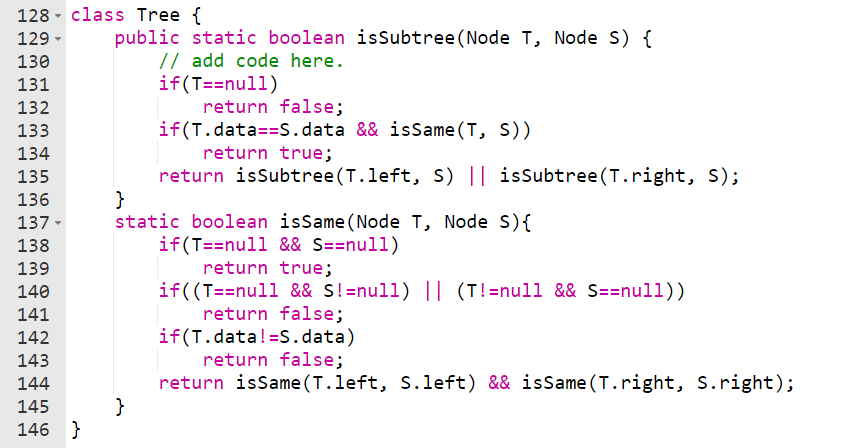 128 class Tree {
129 public static boolean isSubtree(Node T, Node S) {
130 // add code here.
131 if(T==null)
132 return false;
133 if(T.data==S.data && isSame(T, S))
134 return true;
135 return isSubtree(T.left, S) || isSubtree(T.right, S);
136 }
137 static boolean isSame(Node T, Node S){
138 if(T==null && S==null)
139 return true;
140 if((T==null && S!=null) || (T!=null && S==null))
141 return false;
142 if(T.data!=S.data)
143 return false;
144 return isSame(T.left, S.left) && isSame(T.right, S.right);
145 }
146 }